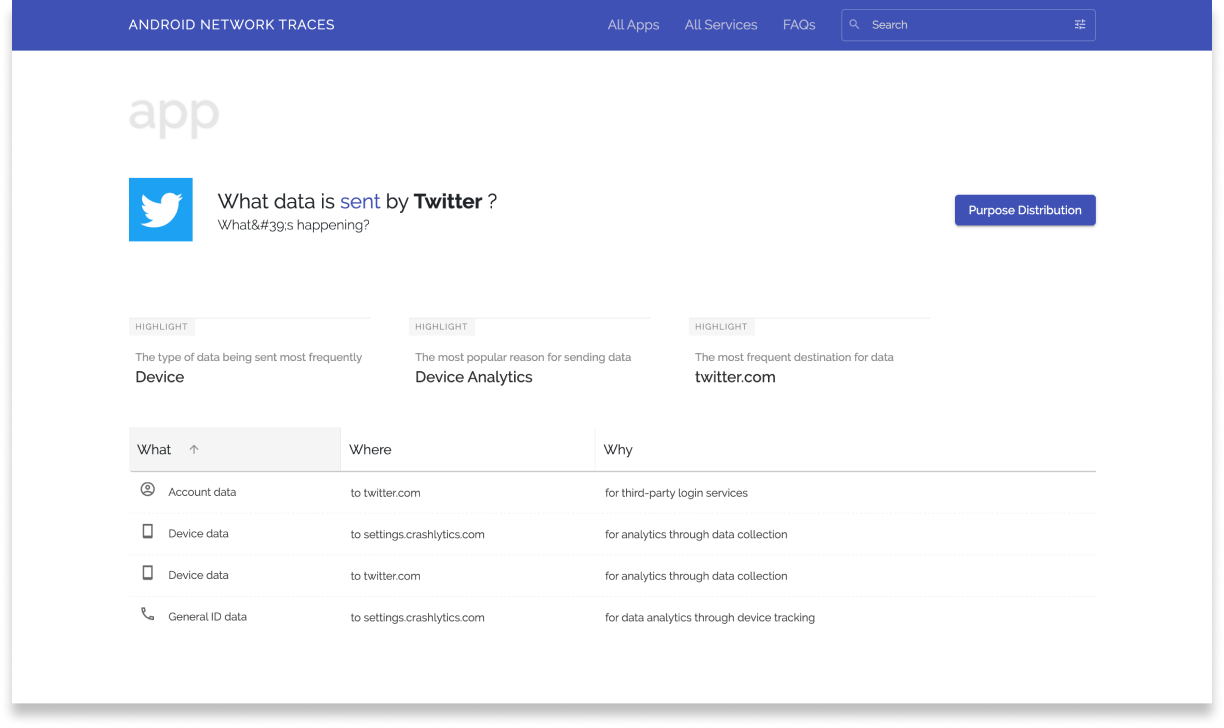 ANDROID NETWORK TRACES All Apps All Services FAQs Search
app
What data is sent by Twitter ?
What&#39;s happening?
Purpose Distribution
HIGHLIGHT HIGHLIGHT HIGHLIGHT
The type of data being sent most frequently The most popular reason for sending data The most frequent destination for data
Device Device Analytics twitter.com
What Where Why
Account data to twitter.com for third-party login services
Device data to settings.crashlytics.com for analytics through data collection
Device data to twitter.com for analytics through data collection
General ID data to settings.crashlytics.com for data analytics through device tracking